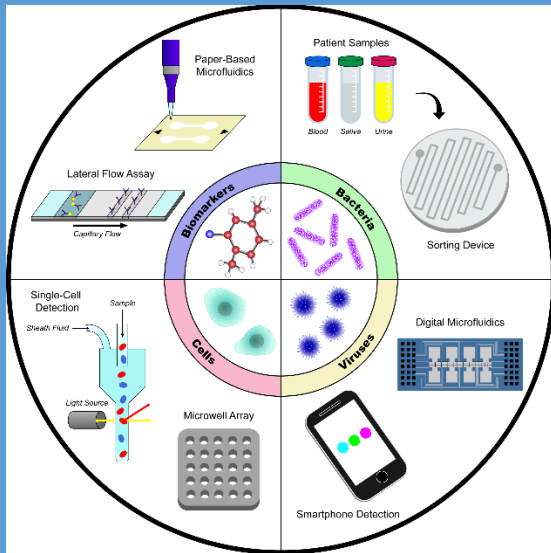 Paper-Based
Microfluidics
Patient Samples
Blood
Saliva
Urine
Lateral Flow Assay
Capillary Flow
Sorting Device
Biomarkers
Bacteria
Cells
Viruses
Single-Cell
Detection
Sample
Sheath Fluid
Light Source
Microwell Array
Digital Microfluidics
Smartphone Detection